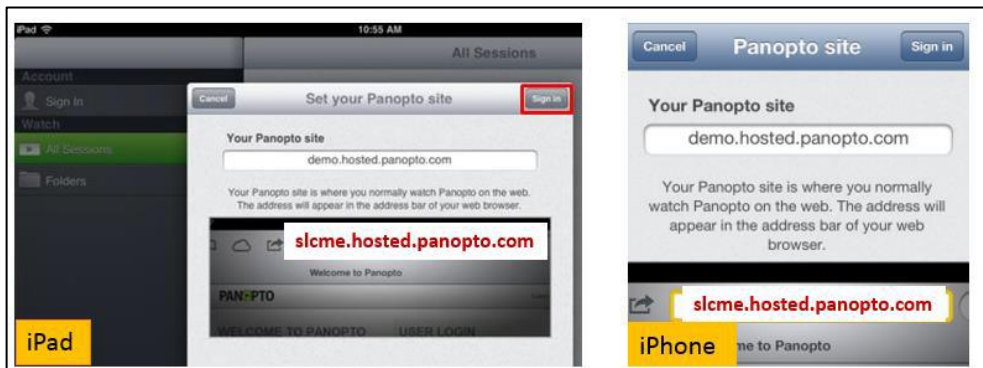 iPad
10:55 AM
All Sessions
Account
Sign In
Watch
All Sessions
Folders
Cancel
Set your Panopto site
Sign in
Your Panopto site
demo.hosted.panopto.com
Your Panopto site is where you normally watch Panopto on the web.
The address will appear in the address bar of your web browser.
slcme.hosted.panopto.com
Welcome to Panopto
PANOPTO
WELCOME TO PANOPTO
USER LOGIN
iPad
Cancel
Panopto site
Sign in
Your Panopto site
demo.hosted.panopto.com
Your Panopto site is where you normally
watch Panopto on the web. The address will
appear in the address bar of your web
browser.
slcme.hosted.panopto.com
iPhone
me to Panopto